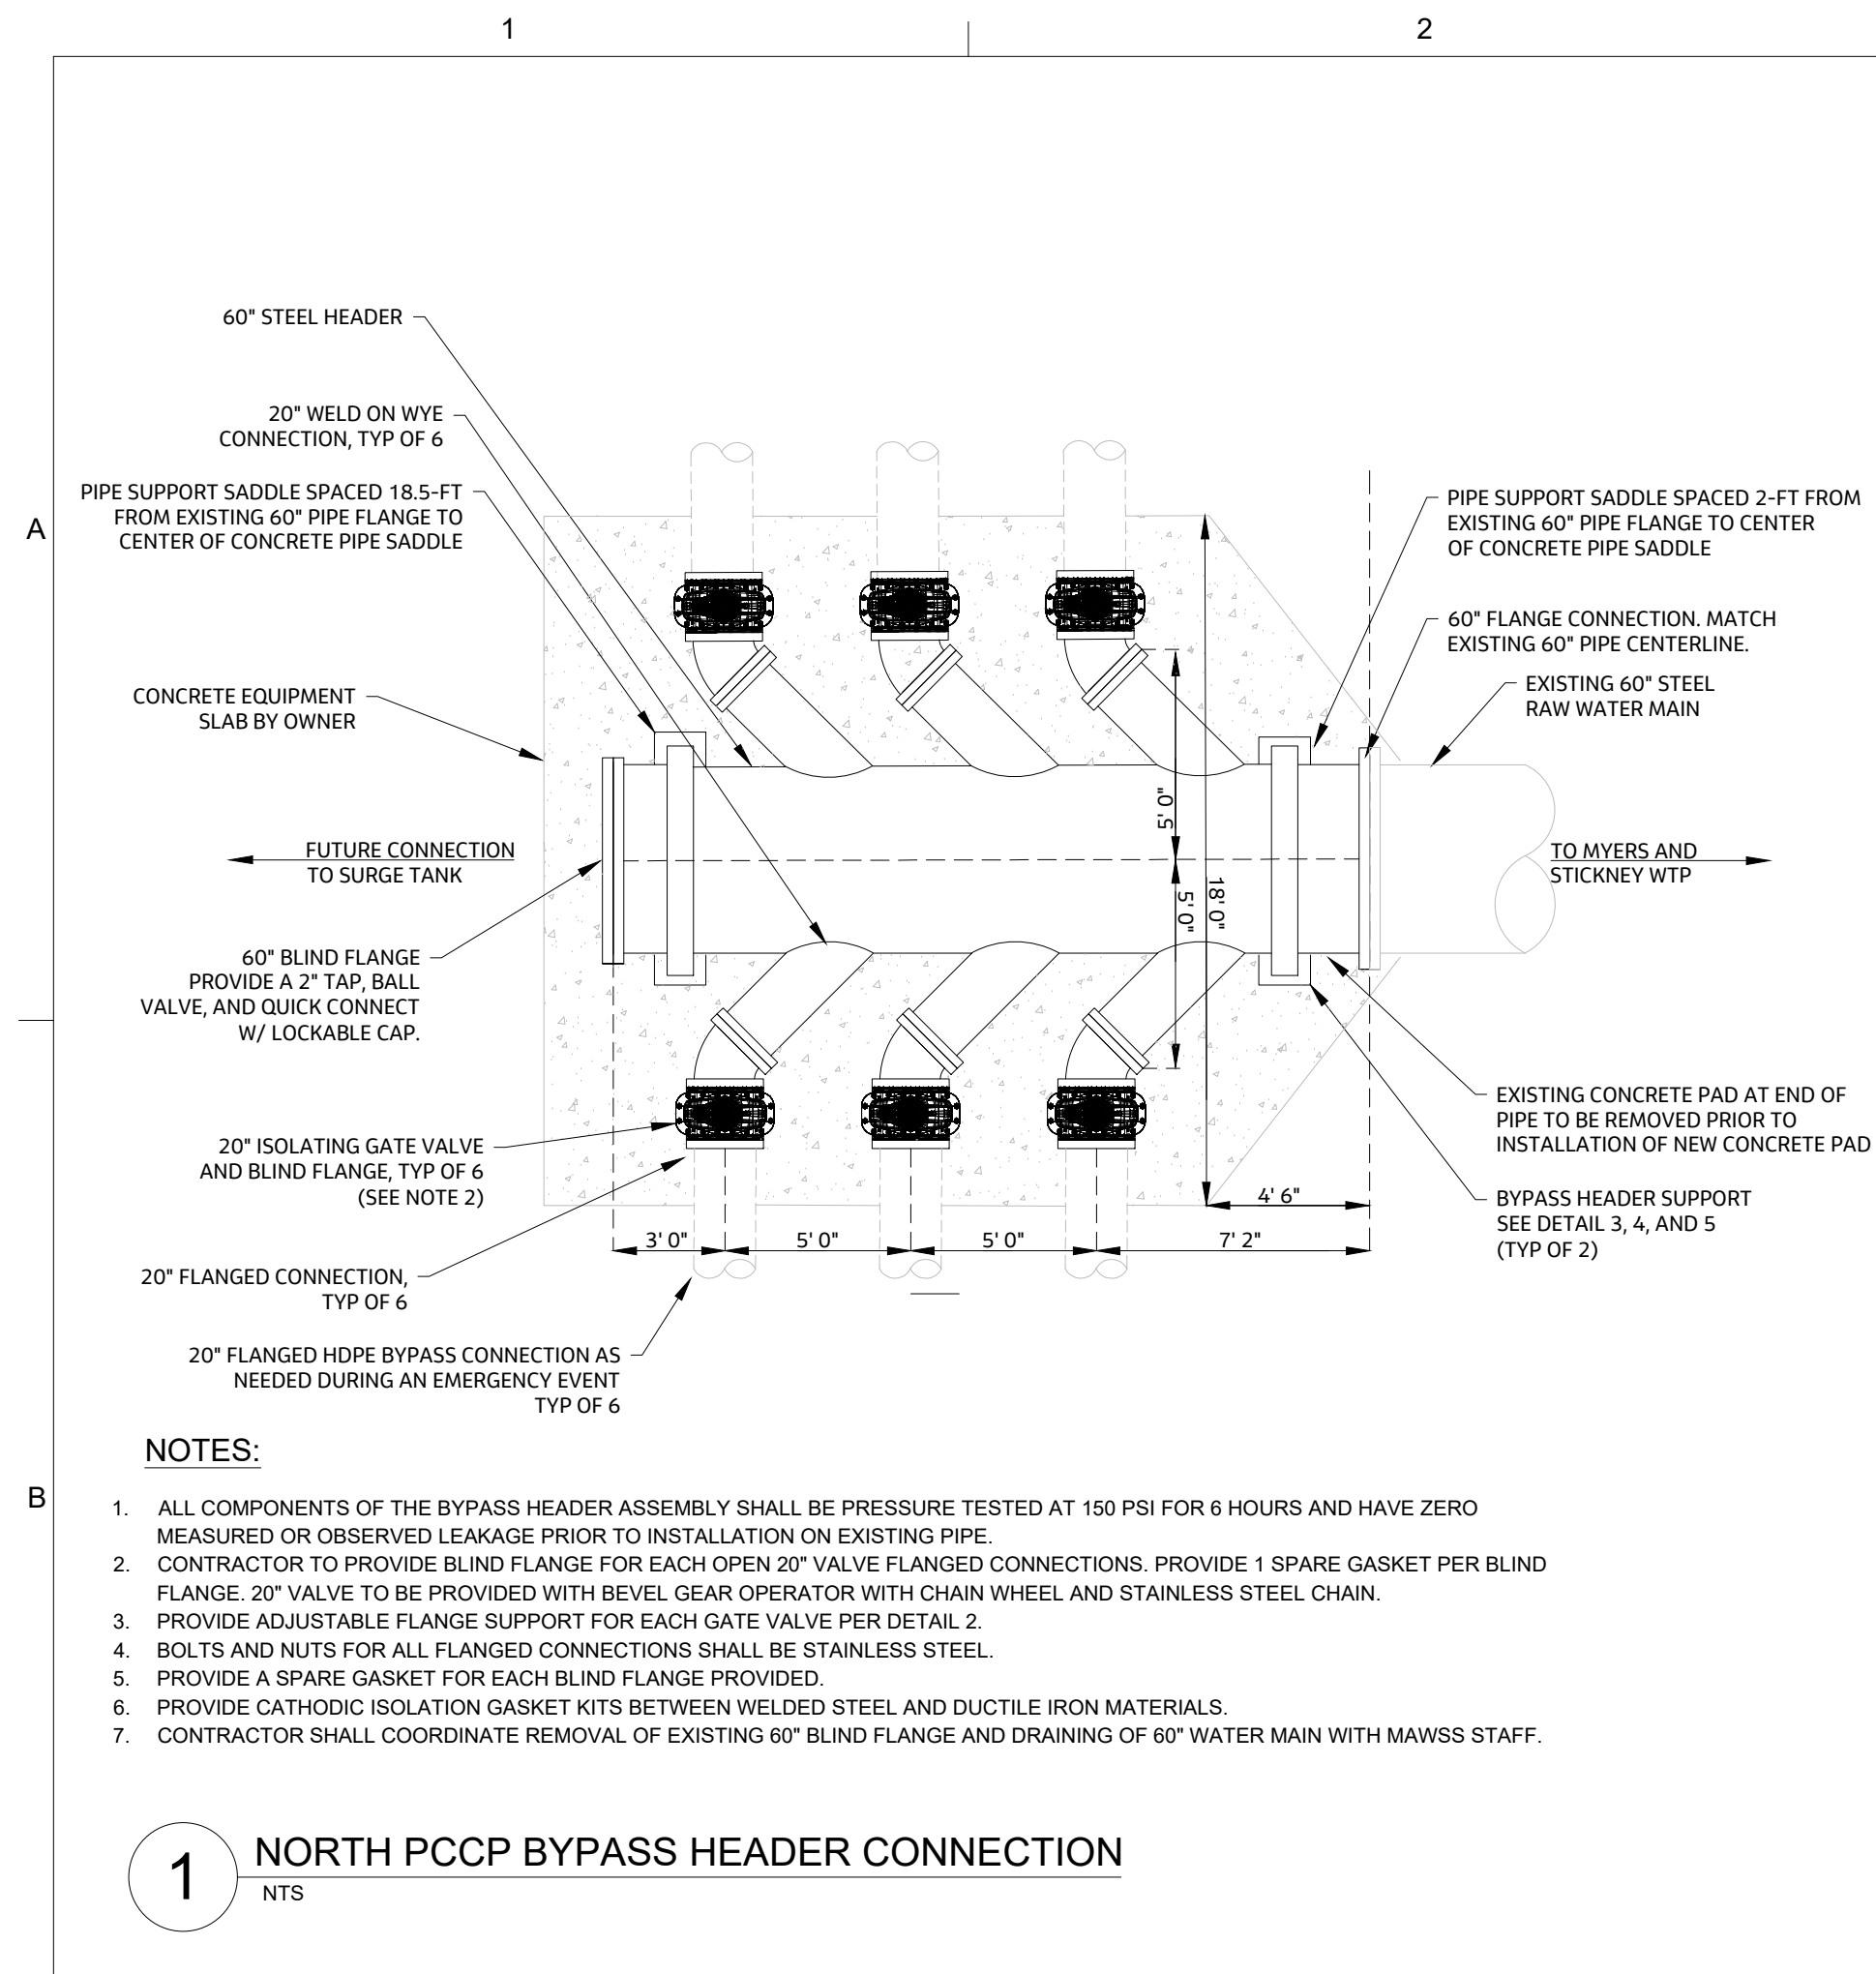 1
2
60" STEEL HEADER
20" WELD ON WYE
CONNECTION, TYP OF 6
PIPE SUPPORT SADDLE SPACED 18.5-FT
FROM EXISTING 60" PIPE FLANGE TO
CENTER OF CONCRETE PIPE SADDLE
A
PIPE SUPPORT SADDLE SPACED 2-FT FROM
EXISTING 60" PIPE FLANGE TO CENTER
OF CONCRETE PIPE SADDLE
60" FLANGE CONNECTION. MATCH
EXISTING 60" PIPE CENTERLINE.
CONCRETE EQUIPMENT
SLAB BY OWNER
EXISTING 60" STEEL
RAW WATER MAIN
5' 0"
FUTURE CONNECTION
TO SURGE TANK
TO MYERS AND
STICKNEY WTP
5' 0"
18' 0"
60" BLIND FLANGE
PROVIDE A 2" TAP, BALL
VALVE, AND QUICK CONNECT
W/ LOCKABLE CAP.
EXISTING CONCRETE PAD AT END OF
PIPE TO BE REMOVED PRIOR TO
INSTALLATION OF NEW CONCRETE PAD
20" ISOLATING GATE VALVE
AND BLIND FLANGE, TYP OF 6
(SEE NOTE 2)
4' 6"
BYPASS HEADER SUPPORT
SEE DETAIL 3, 4, AND 5
(TYP OF 2)
3' 0"
5' 0"
5' 0"
7' 2"
20" FLANGED CONNECTION,
TYP OF 6
20" FLANGED HDPE BYPASS CONNECTION AS
NEEDED DURING AN EMERGENCY EVENT
TYP OF 6
NOTES:
B
1. ALL COMPONENTS OF THE BYPASS HEADER ASSEMBLY SHALL BE PRESSURE TESTED AT 150 PSI FOR 6 HOURS AND HAVE ZERO
MEASURED OR OBSERVED LEAKAGE PRIOR TO INSTALLATION ON EXISTING PIPE.
2. CONTRACTOR TO PROVIDE BLIND FLANGE FOR EACH OPEN 20" VALVE FLANGED CONNECTIONS. PROVIDE 1 SPARE GASKET PER BLIND
FLANGE. 20" VALVE TO BE PROVIDED WITH BEVEL GEAR OPERATOR WITH CHAIN WHEEL AND STAINLESS STEEL CHAIN.
3. PROVIDE ADJUSTABLE FLANGE SUPPORT FOR EACH GATE VALVE PER DETAIL 2.
4. BOLTS AND NUTS FOR ALL FLANGED CONNECTIONS SHALL BE STAINLESS STEEL.
5. PROVIDE A SPARE GASKET FOR EACH BLIND FLANGE PROVIDED.
6. PROVIDE CATHODIC ISOLATION GASKET KITS BETWEEN WELDED STEEL AND DUCTILE IRON MATERIALS.
7. CONTRACTOR SHALL COORDINATE REMOVAL OF EXISTING 60" BLIND FLANGE AND DRAINING OF 60" WATER MAIN WITH MAWSS STAFF.
1
NORTH PCCP BYPASS HEADER CONNECTION
NTS